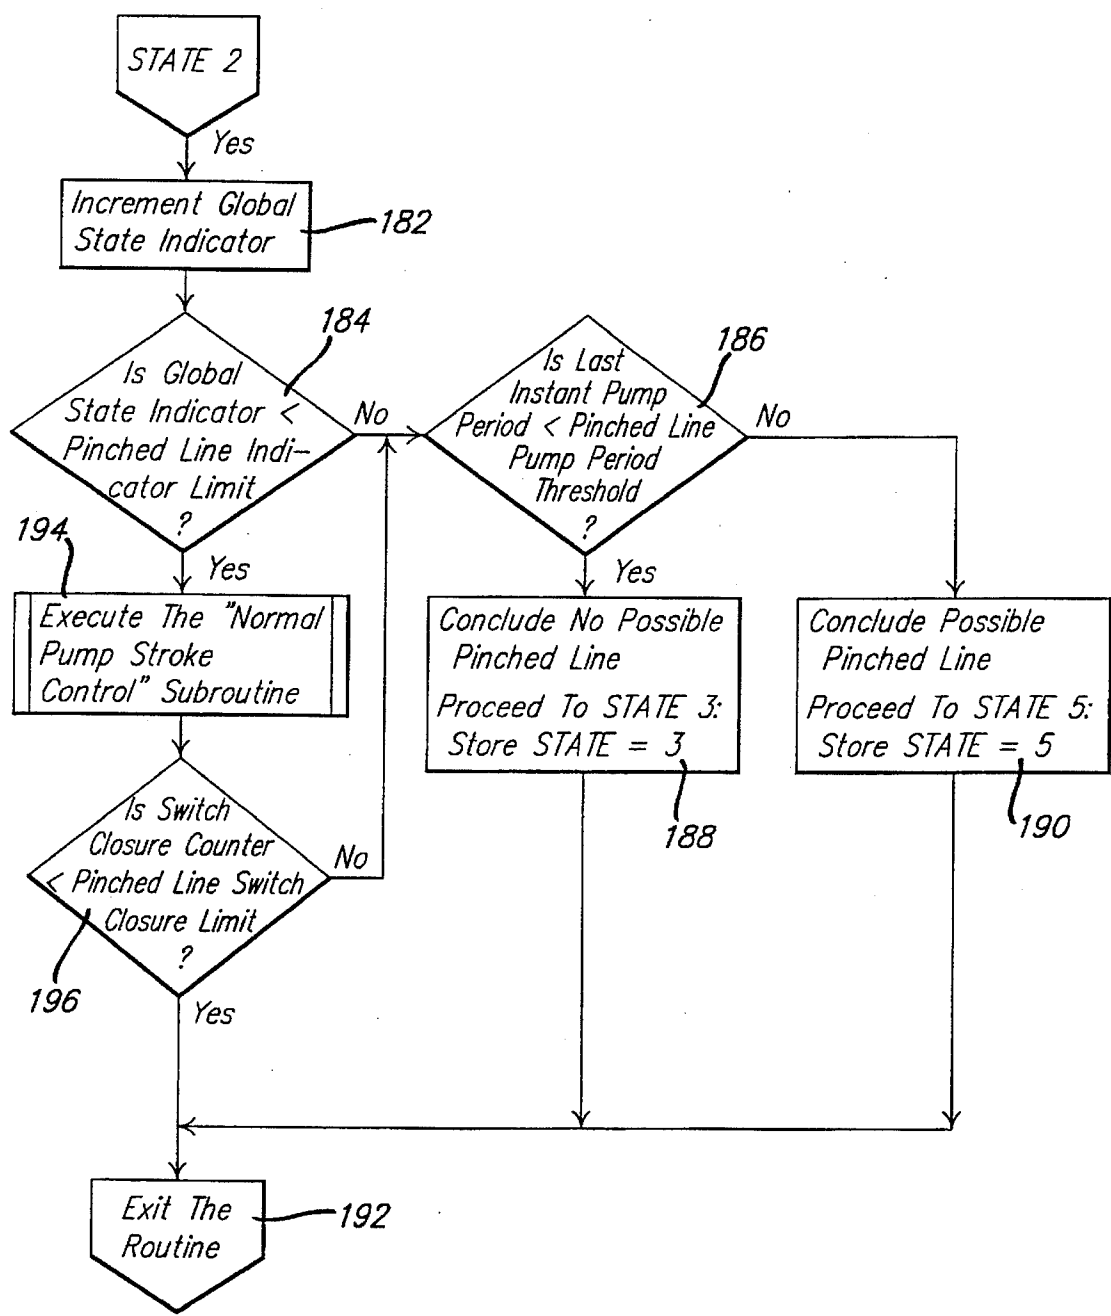 STATE 2
Yes
Increment Global
State Indicator
182
184
Is Global
State Indicator <
Pinched Line Indi-
cator Limit
?
No
186
Is Last
Instant Pump
Period < Pinched Line
Pump Period
Threshold
?
No
194
Yes
Execute The "Normal
Pump Stroke
Control" Subroutine
Yes
Conclude No Possible
Pinched Line
Proceed To STATE 3:
Store STATE = 3
188
Conclude Possible
Pinched Line
Proceed To STATE 5:
Store STATE = 5
190
Is Switch
Closure Counter
< Pinched Line Switch
Closure Limit
?
No
196
Yes
Exit The
Routine
192